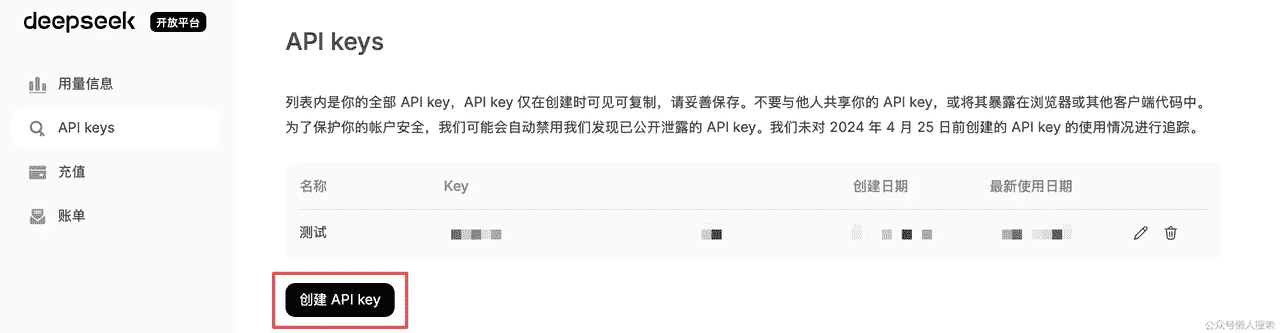 deepseek 开放平台
用量信息
API keys
充值
账单
API keys
列表内是你的全部 API key，API key 仅在创建时可见可复制，请妥善保存。不要与他人共享你的 API key，或将其暴露在浏览器或其他客户端代码中。
为了保护你的帐户安全，我们可能会自动禁用我们发现已公开泄露的 API key。我们未对 2024 年 4 月 25 日前创建的 API key 的使用情况进行追踪。
名称 Key 创建日期 最新使用日期
测试
创建 API key
公众号懒人搜索